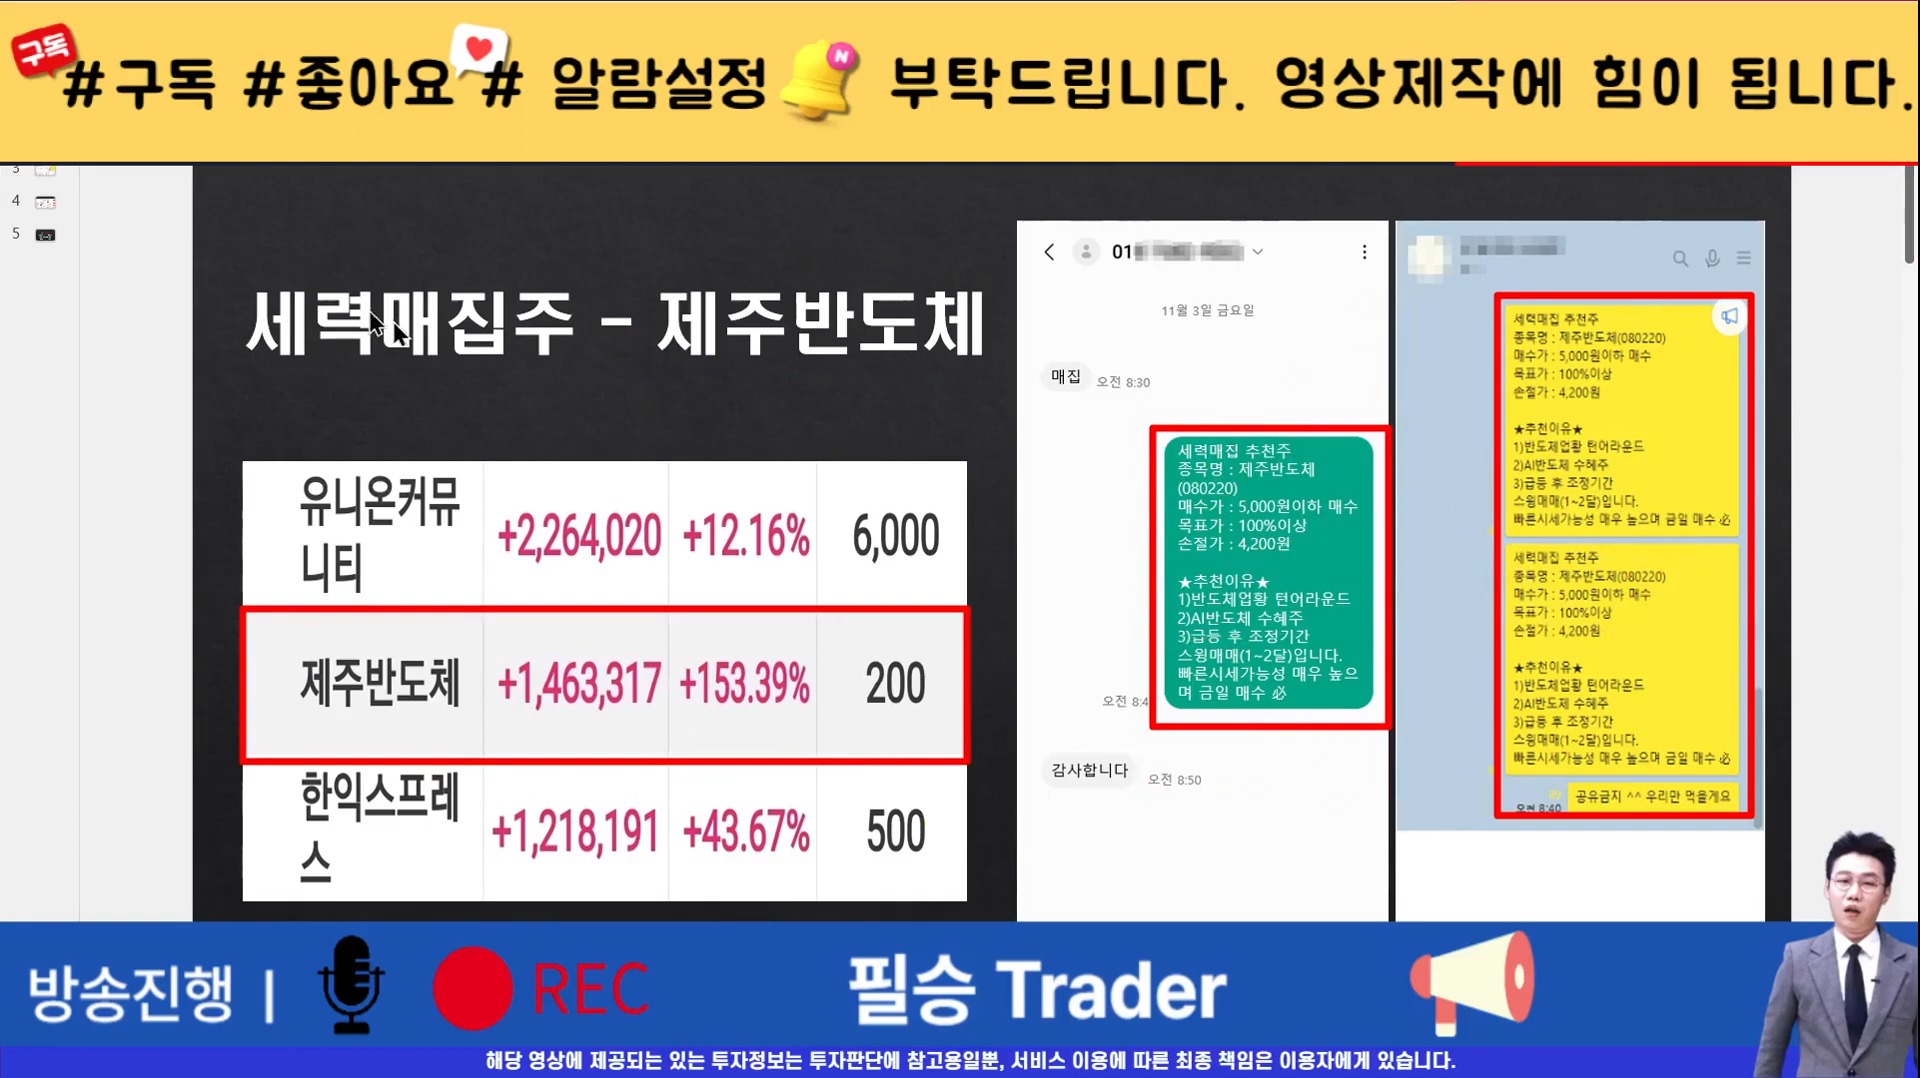 구독
#구독 #좋아요 # 알람설정 N 부탁드립니다. 영상제작에 힘이 됩니다.
3
4
5
세력매집주 - 제주반도체
유니온커뮤
니티
+2,264,020 +12.16% 6,000
제주반도체 +1,463,317 +153.39% 200
한익스프레
스
+1,218,191 +43.67% 500
01
11월 3일 금요일
매집 오전 8:30
세력매집 추천주
종목명 : 제주반도체
(080220)
매수가 : 5,000원이하 매수
목표가 : 100%이상
손절가 : 4,200원
★추천이유★
1)반도체업황 턴어라운드
2)AI반도체 수혜주
3)급등 후 조정기간
스윙매매(1~2달)입니다.
빠른시세가능성 매우 높으
며 금일 매수 必
오전 8:4
감사합니다 오전 8:50
세력매집 추천주
종목명 : 제주반도체(080220)
매수가 : 5,000원이하 매수
목표가 : 100%이상
손절가 : 4,200원
★추천이유★
1)반도체업황 턴어라운드
2)AI반도체 수혜주
3)급등 후 조정기간
스윙매매(1~2달)입니다.
빠른시세가능성 매우 높으며 금일 매수 必
세력매집 추천주
종목명 : 제주반도체(080220)
매수가 : 5,000원이하 매수
목표가 : 100%이상
손절가 : 4,200원
★추천이유★
1)반도체업황 턴어라운드
2)AI반도체 수혜주
3)급등 후 조정기간
스윙매매(1~2달)입니다.
빠른시세가능성 매우 높으며 금일 매수 必
오전 8:40 공유금지 ^^ 우리만 먹을게요
방송진행 | REC 필승 Trader
해당 영상에 제공되는 있는 투자정보는 투자판단에 참고용일뿐, 서비스 이용에 따른 최종 책임은 이용자에게 있습니다.